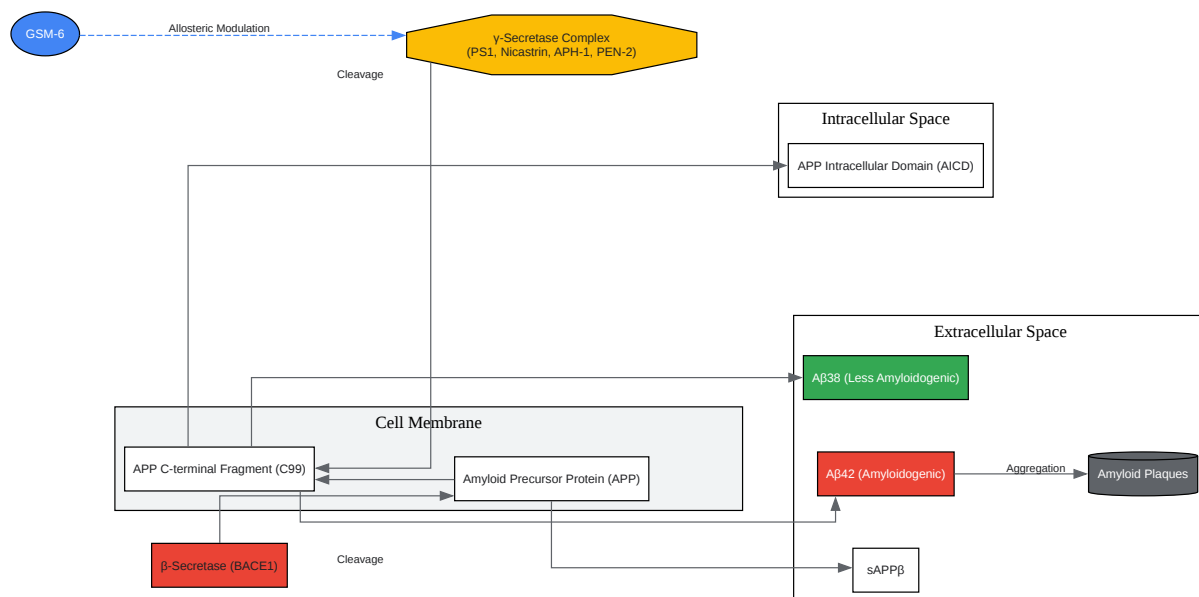 GSM-6
Allosteric Modulation
γ-Secretase Complex
(PS1, Nicastrin, APH-1, PEN-2)
Cleavage
Intracellular Space
APP Intracellular Domain (AICD)
Extracellular Space
Aβ38 (Less Amyloidogenic)
Cell Membrane
APP C-terminal Fragment (C99)
Amyloid Precursor Protein (APP)
Aβ42 (Amyloidogenic)
Aggregation
Amyloid Plaques
β-Secretase (BACE1)
Cleavage
sAPPβ